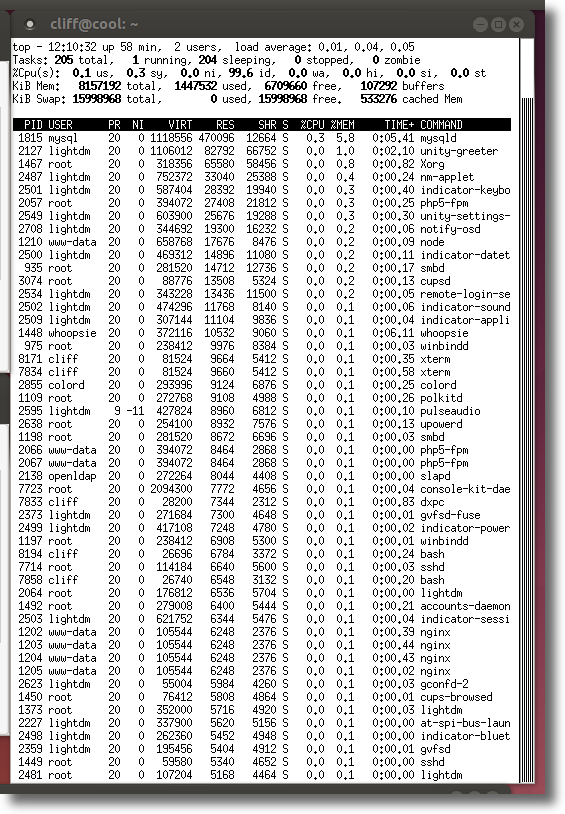 cliff@cool: ~
top - 12:10:32 up 58 min,  2 users,  load average: 0.01, 0.04, 0.05
Tasks: 205 total,   1 running, 204 sleeping,   0 stopped,   0 zombie
%Cpu(s):  0.1 us,  0.3 sy,  0.0 ni, 99.6 id,  0.0 wa,  0.0 hi,  0.0 si,  0.0 st
KiB Mem:   8157192 total,  1447532 used,  6709660 free,   107292 buffers
KiB Swap: 15998968 total,        0 used, 15998968 free.   533276 cached Mem
PID USER PR NI VIRT RES SHR S %CPU %MEM TIME+ COMMAND
1815 mysql 20 0 1118556 470096 12664 S 0.3 5.8 0:05.41 mysqld
2127 lightdm 20 0 1106012 82792 66752 S 0.0 1.0 0:02.10 unity-greeter
1467 root 20 0 318356 65580 58456 S 0.0 0.8 0:00.82 Xorg
2487 lightdm 20 0 752372 33040 25388 S 0.0 0.4 0:00.24 nm-applet
2501 lightdm 20 0 587404 28392 19940 S 0.0 0.3 0:00.40 indicator-keybo
2057 root 20 0 394072 27408 21812 S 0.0 0.3 0:00.25 php5-fpm
2549 lightdm 20 0 603900 25676 19288 S 0.0 0.3 0:00.30 unity-settings-
2708 lightdm 20 0 344692 19300 16232 S 0.0 0.2 0:00.06 notify-osd
1210 www-data 20 0 658768 17676 8476 S 0.0 0.2 0:00.09 node
2500 lightdm 20 0 469312 14896 11080 S 0.0 0.2 0:00.11 indicator-datet
935 root 20 0 281520 14712 12736 S 0.0 0.2 0:00.17 smbd
3074 root 20 0 88776 13508 5324 S 0.0 0.2 0:00.13 cupsd
2534 lightdm 20 0 343228 13436 11500 S 0.0 0.2 0:00.05 remote-login-se
2502 lightdm 20 0 474296 11768 8140 S 0.0 0.1 0:00.06 indicator-sound
2509 lightdm 20 0 307144 11104 9836 S 0.0 0.1 0:00.04 indicator-appli
1448 whoopsie 20 0 372116 10532 9060 S 0.0 0.1 0:06.11 whoopsie
975 root 20 0 238412 9976 8384 S 0.0 0.1 0:00.03 winbindd
8171 cliff 20 0 81524 9664 5412 S 0.0 0.1 0:00.35 xterm
7834 cliff 20 0 81524 9660 5412 S 0.0 0.1 0:00.58 xterm
2855 colord 20 0 293996 9124 6876 S 0.0 0.1 0:00.25 colord
1109 root 20 0 272768 9108 4988 S 0.0 0.1 0:00.26 polkitd
2595 lightdm 9 -11 427824 8960 6812 S 0.0 0.1 0:00.10 pulseaudio
2638 root 20 0 254100 8932 7576 S 0.0 0.1 0:00.13 upowerd
1198 root 20 0 281520 8672 6696 S 0.0 0.1 0:00.03 smbd
2066 www-data 20 0 394072 8464 2868 S 0.0 0.1 0:00.00 php5-fpm
2067 www-data 20 0 394072 8464 2868 S 0.0 0.1 0:00.00 php5-fpm
2138 openldap 20 0 272264 8044 4408 S 0.0 0.1 0:00.00 slapd
7723 root 20 0 2094300 7772 4656 S 0.0 0.1 0:00.04 console-kit-dae
7833 cliff 20 0 28200 7344 2312 S 0.0 0.1 0:00.83 dxpc
2373 lightdm 20 0 271684 7300 4648 S 0.0 0.1 0:00.01 gvfsd-fuse
2499 lightdm 20 0 417108 7248 4780 S 0.0 0.1 0:00.02 indicator-power
1197 root 20 0 238412 6908 5300 S 0.0 0.1 0:00.01 winbindd
8194 cliff 20 0 26696 6784 3372 S 0.0 0.1 0:00.24 bash
7714 root 20 0 114184 6640 5600 S 0.0 0.1 0:00.03 sshd
7858 cliff 20 0 26740 6548 3132 S 0.0 0.1 0:00.20 bash
2064 root 20 0 176812 6536 5704 S 0.0 0.1 0:00.00 lightdm
1492 root 20 0 279008 6400 5444 S 0.0 0.1 0:00.21 accounts-daemon
2503 lightdm 20 0 621752 6344 5476 S 0.0 0.1 0:00.04 indicator-sessi
1202 www-data 20 0 105544 6248 2376 S 0.0 0.1 0:00.39 nginx
1203 www-data 20 0 105544 6248 2376 S 0.0 0.1 0:00.44 nginx
1204 www-data 20 0 105544 6248 2376 S 0.0 0.1 0:00.43 nginx
1205 www-data 20 0 105544 6248 2376 S 0.0 0.1 0:00.02 nginx
2623 lightdm 20 0 55004 5984 4260 S 0.0 0.1 0:00.03 gconfd-2
1450 root 20 0 76412 5808 4864 S 0.0 0.1 0:00.01 cups-browsed
1373 root 20 0 352000 5716 4920 S 0.0 0.1 0:00.03 lightdm
2227 lightdm 20 0 337900 5620 5156 S 0.0 0.1 0:00.00 at-spi-bus-laun
2498 lightdm 20 0 262360 5452 4948 S 0.0 0.1 0:00.00 indicator-bluet
2359 lightdm 20 0 195456 5404 4912 S 0.0 0.1 0:00.01 gvfsd
1449 root 20 0 59580 5340 4652 S 0.0 0.1 0:00.00 sshd
2481 root 20 0 107204 5168 4464 S 0.0 0.1 0:00.00 lightdm